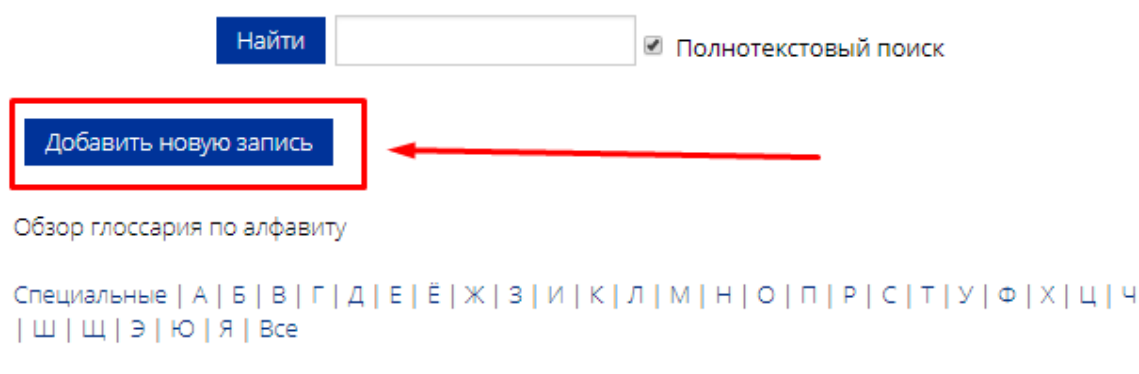 Найти Полнотекстовый поиск
Добавить новую запись
Обзор глоссария по алфавиту
Специальные | А | Б | В | Г | Д | Е | Ё | Ж | З | И | К | Л | М | Н | О | П | Р | С | Т | У | Ф | Х | Ц | Ч
| Ш | Щ | Э | Ю | Я | Все